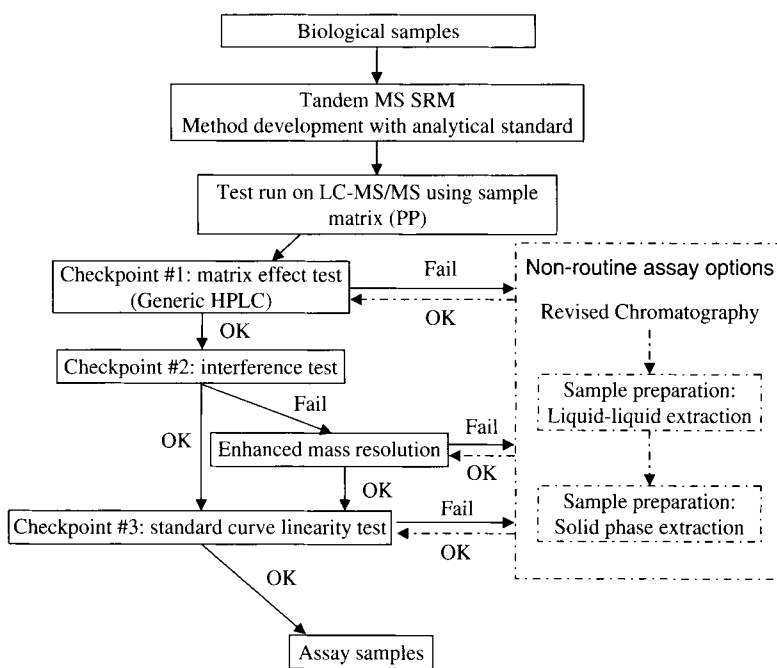 Biological samples
Tandem MS SRM
Method development with analytical standard
Test run on LC-MS/MS using sample
matrix (PP)
Checkpoint #1: matrix effect test
(Generic HPLC)
Fail
OK
OK
Non-routine assay options
Revised Chromatography
Checkpoint #2: interference test
Sample preparation:
Liquid-liquid extraction
Fail
OK
Enhanced mass resolution
Fail
OK
OK
Sample preparation:
Solid phase extraction
Checkpoint #3: standard curve linearity test
Fail
OK
OK
Assay samples